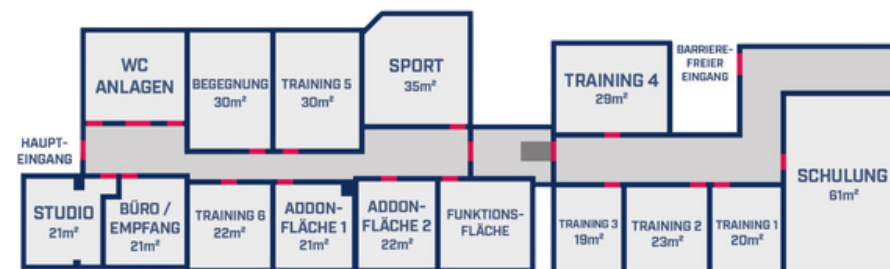 WC
ANLAGEN
BEGEGNUNG
30m²
TRAINING 5
30m²
SPORT
35m²
TRAINING 4
29m²
BARRIERE-
FREIER
EINGANG
HAUPT-
EINGANG
SCHULUNG
61m²
STUDIO
21m²
BÜRO /
EMPFANG
21m²
TRAINING 6
22m²
ADDON-
FLÄCHE 1
21m²
ADDON-
FLÄCHE 2
22m²
FUNKTIONS-
FLÄCHE
TRAINING 3
19m²
TRAINING 2
23m²
TRAINING 1
20m²